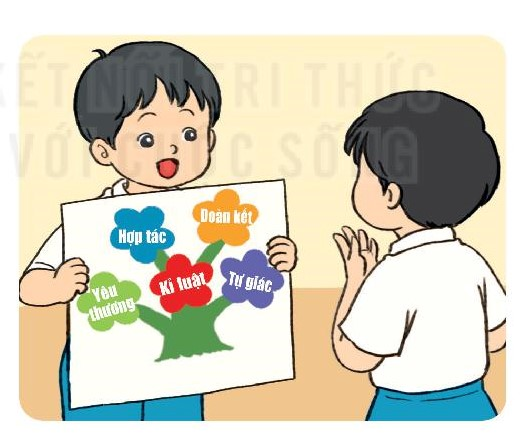 KẾT NỐI TRI THỨC
VỚI CUỘC SỐNG
Hợp tác
Đoàn kết
Yêu
thương
Kỉ luật
Tự giác